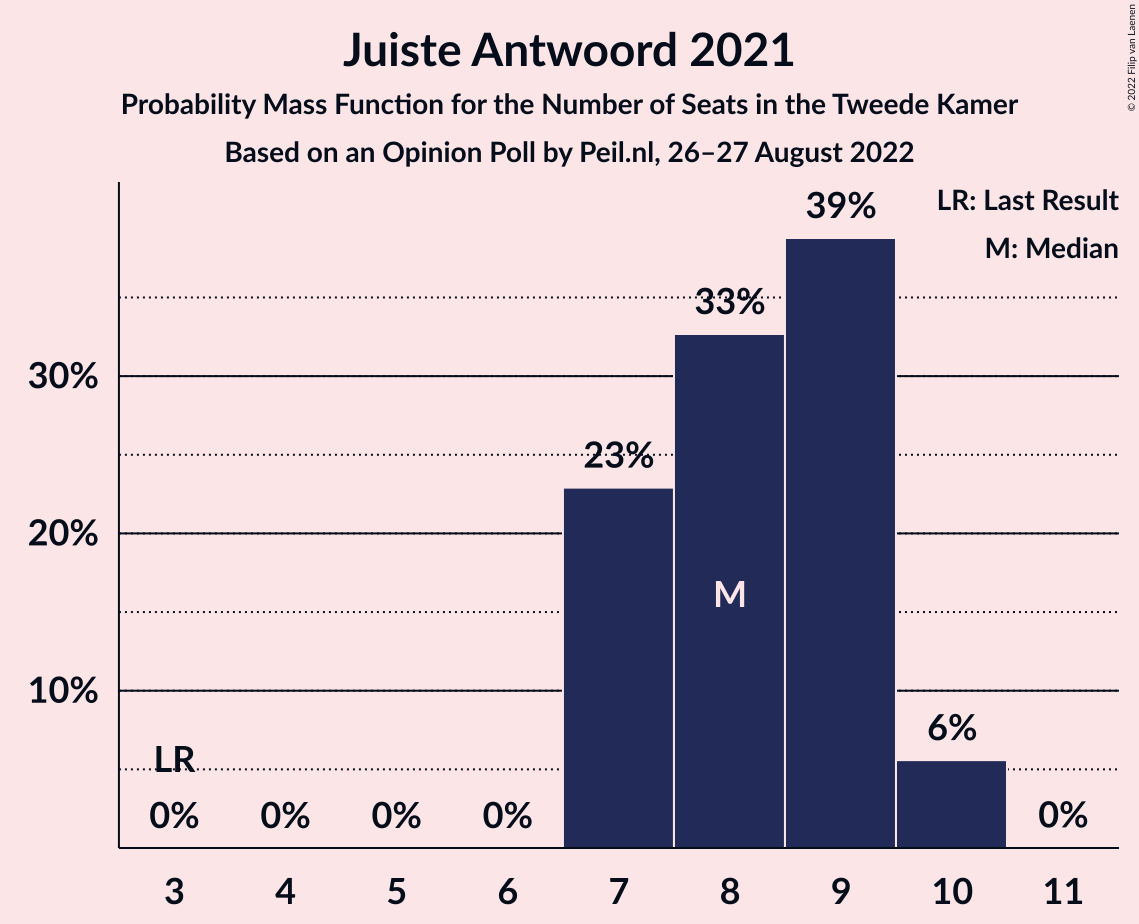 Juiste Antwoord 2021
Probability Mass Function for the Number of Seats in the Tweede Kamer
Based on an Opinion Poll by Peil.nl, 26–27 August 2022
© 2022 Filip van Laenen
LR: Last Result
M: Median
39%
33%
30%
23%
20%
M
10%
6%
LR
0% 0% 0% 0% 0%
3 4 5 6 7 8 9 10 11